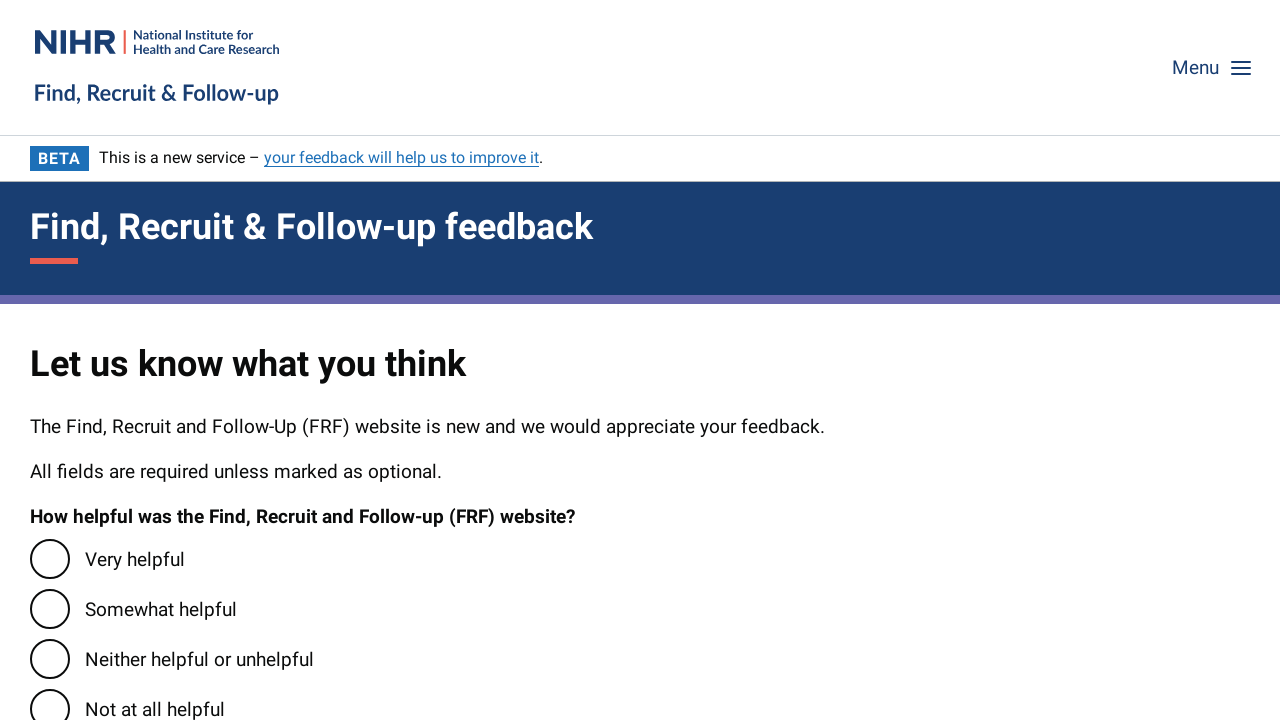 NIHR | National Institute for
Health and Care Research
Find, Recruit & Follow-up
Menu
BETA This is a new service – your feedback will help us to improve it.
Find, Recruit & Follow-up feedback
Let us know what you think
The Find, Recruit and Follow-Up (FRF) website is new and we would appreciate your feedback.
All fields are required unless marked as optional.
How helpful was the Find, Recruit and Follow-up (FRF) website?
Very helpful
Somewhat helpful
Neither helpful or unhelpful
Not at all helpful